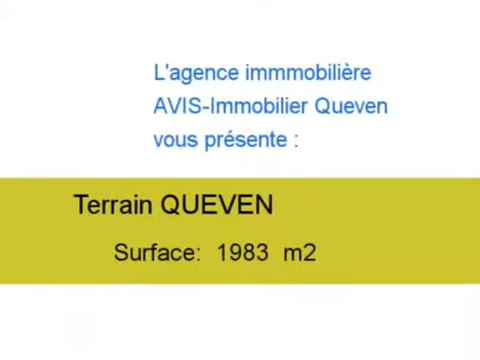 L'agence immmobilière
AVIS-Immobilier Queven
vous présente :
Terrain QUEVEN
Surface: 1983 m2